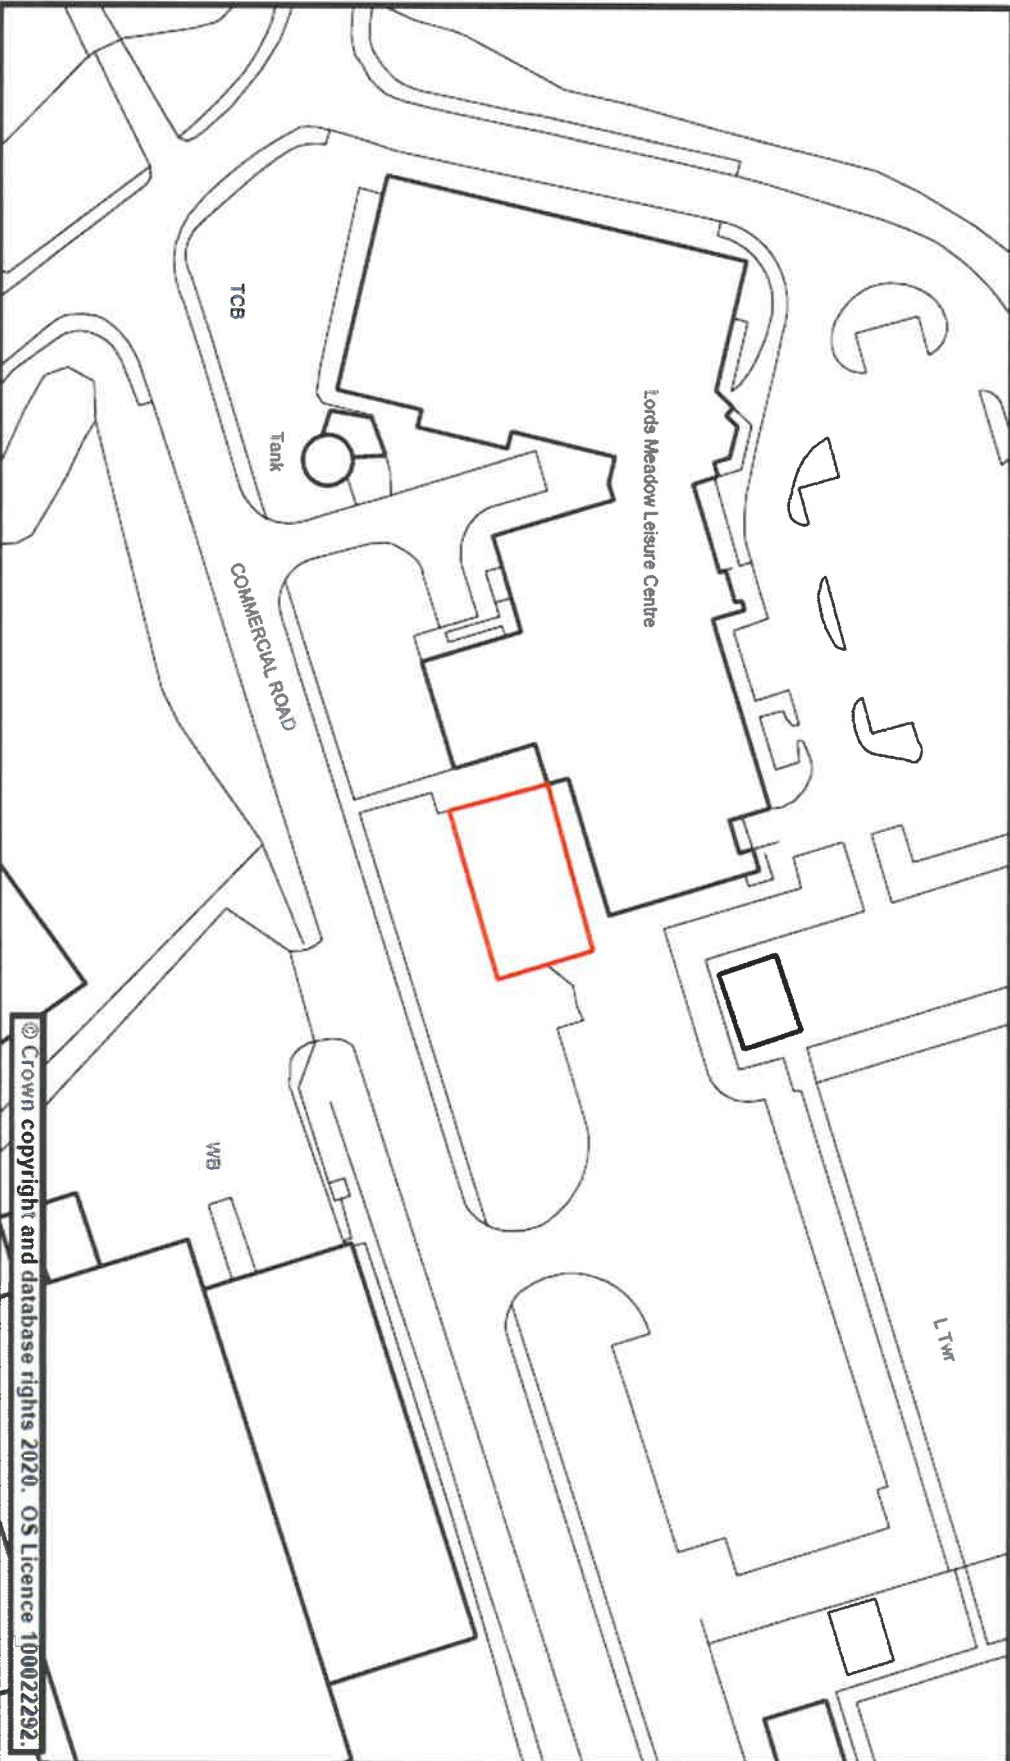 Lords Meadow Leisure Centre
TCB
Tank
COMMERCIAL ROAD
L Twr
WB
© Crown copyright and database rights 2020. OS Licence 100022292.